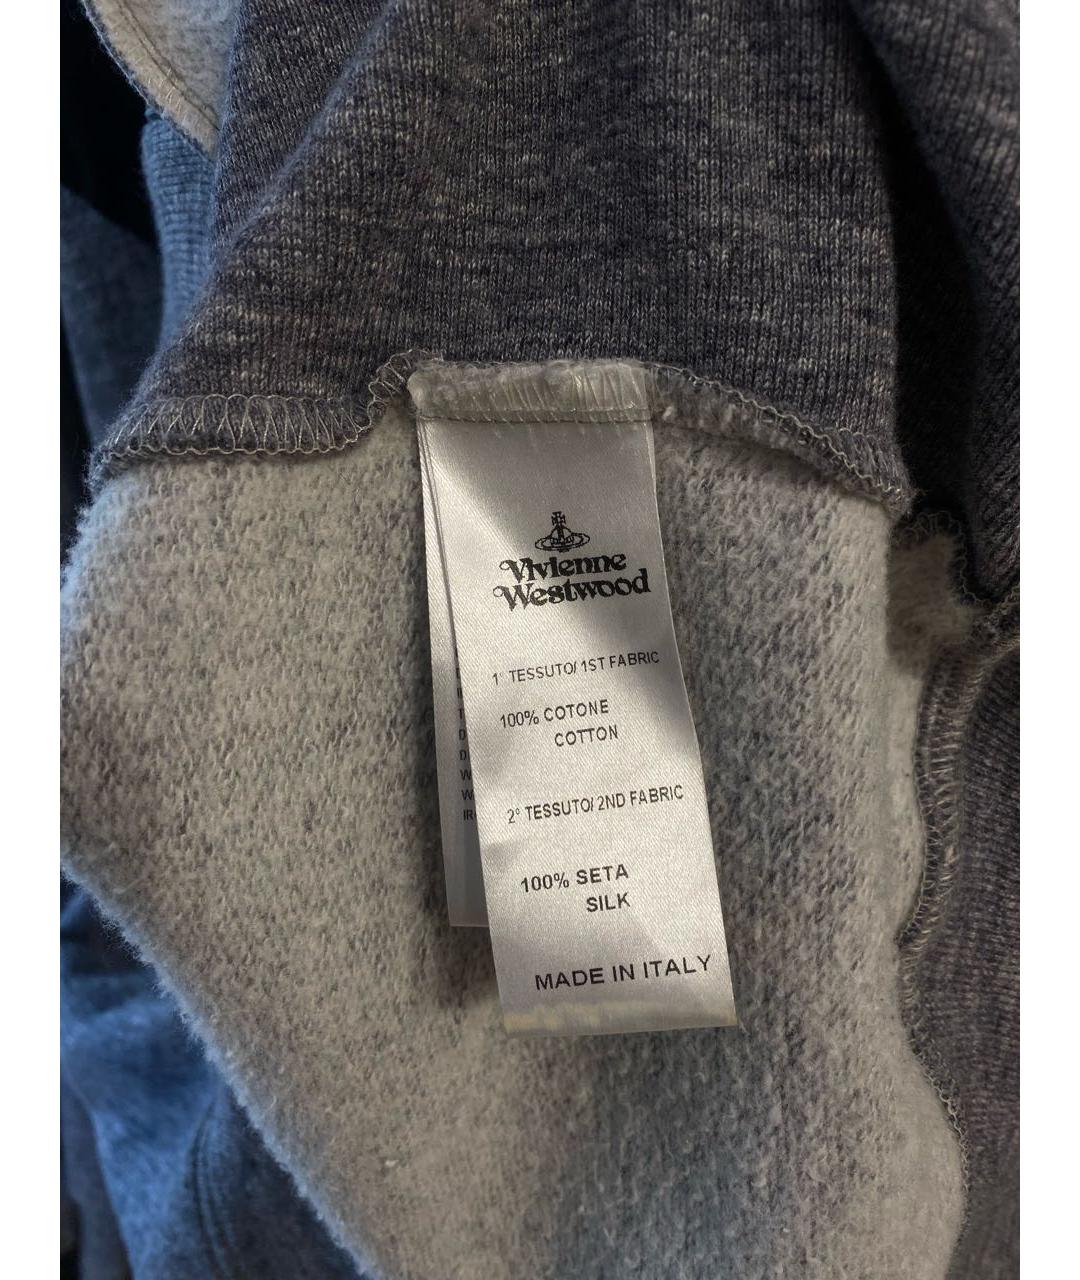 Vivienne
Westwood
1° TESSUTO/ 1ST FABRIC
100% COTONE
COTTON
2° TESSUTO/ 2ND FABRIC
100% SETA
SILK
MADE IN ITALY